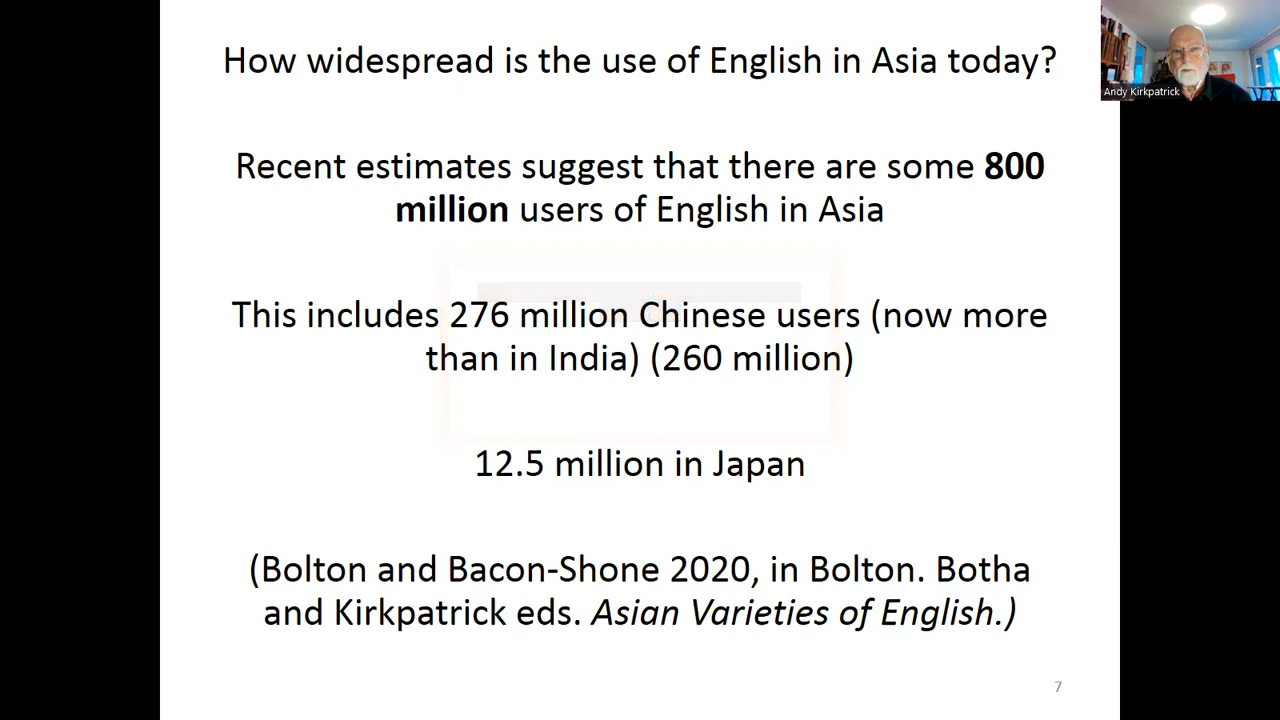 How widespread is the use of English in Asia today?
Andy Kirkpatrick
Recent estimates suggest that there are some 800
million users of English in Asia
This includes 276 million Chinese users (now more
than in India) (260 million)
12.5 million in Japan
(Bolton and Bacon-Shone 2020, in Bolton. Botha
and Kirkpatrick eds. Asian Varieties of English.)
7